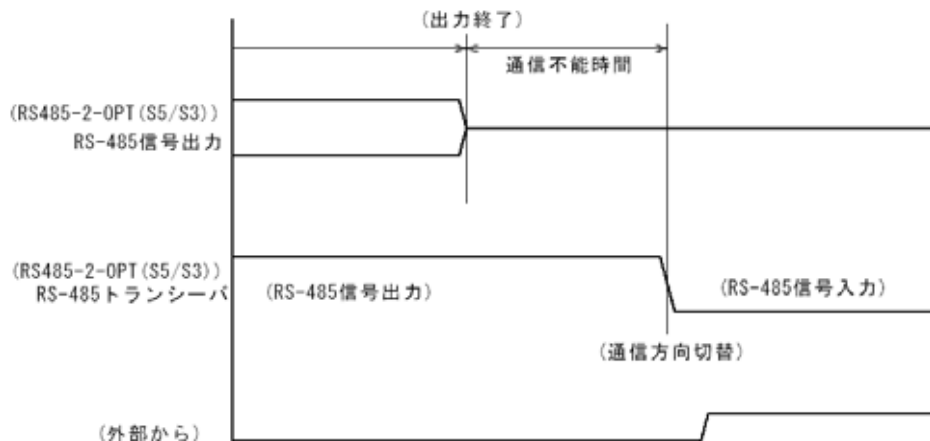 (出力終了)
通信不能時間
(RS485-2-OPT(S5/S3))
RS-485信号出力
(RS485-2-OPT(S5/S3))
RS-485トランシーバ
(RS-485信号出力)
(RS-485信号入力)
(通信方向切替)
(外部から)